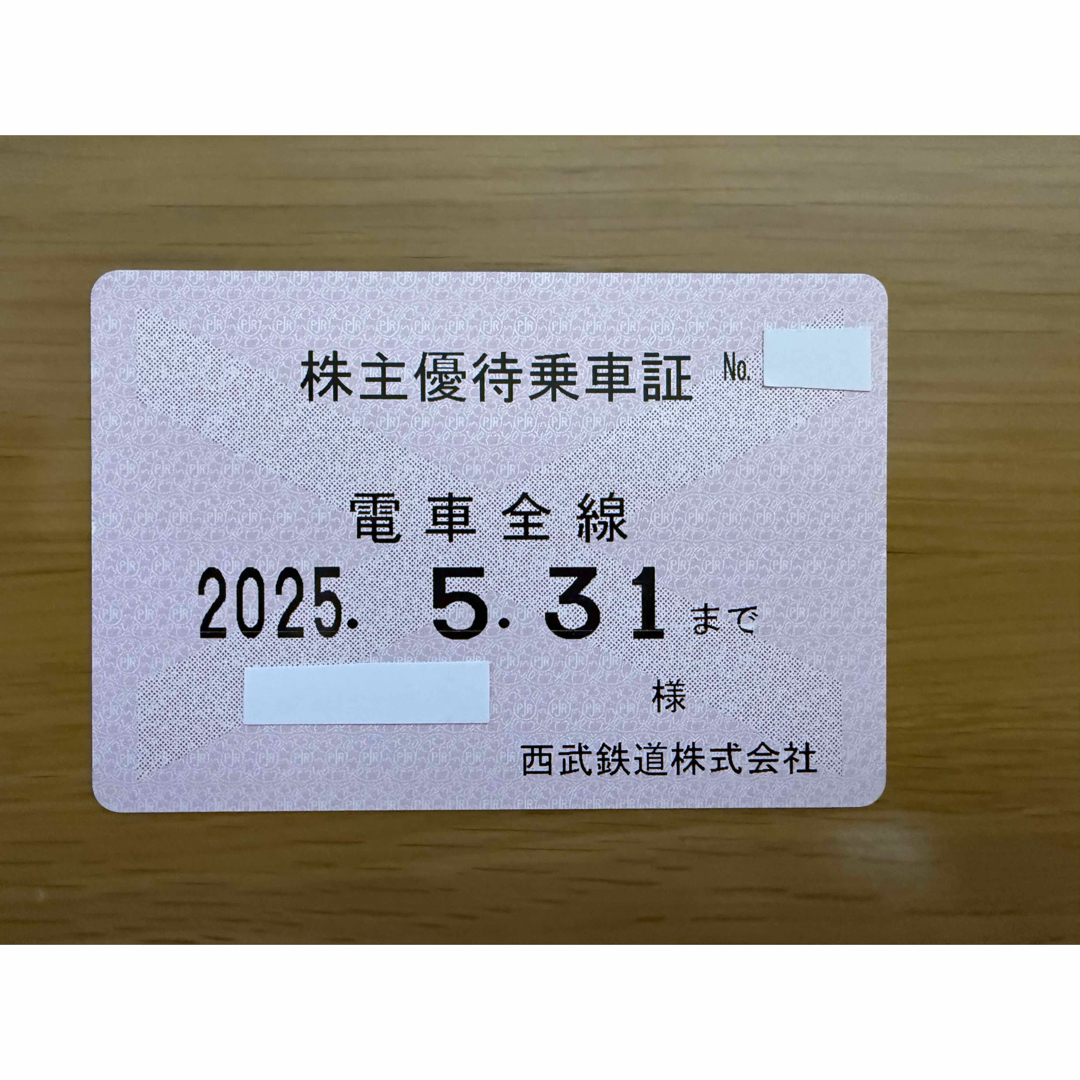 株主優待乗車証 No.
電車全線
2025. 5. 31 まで
様
西武鉄道株式会社